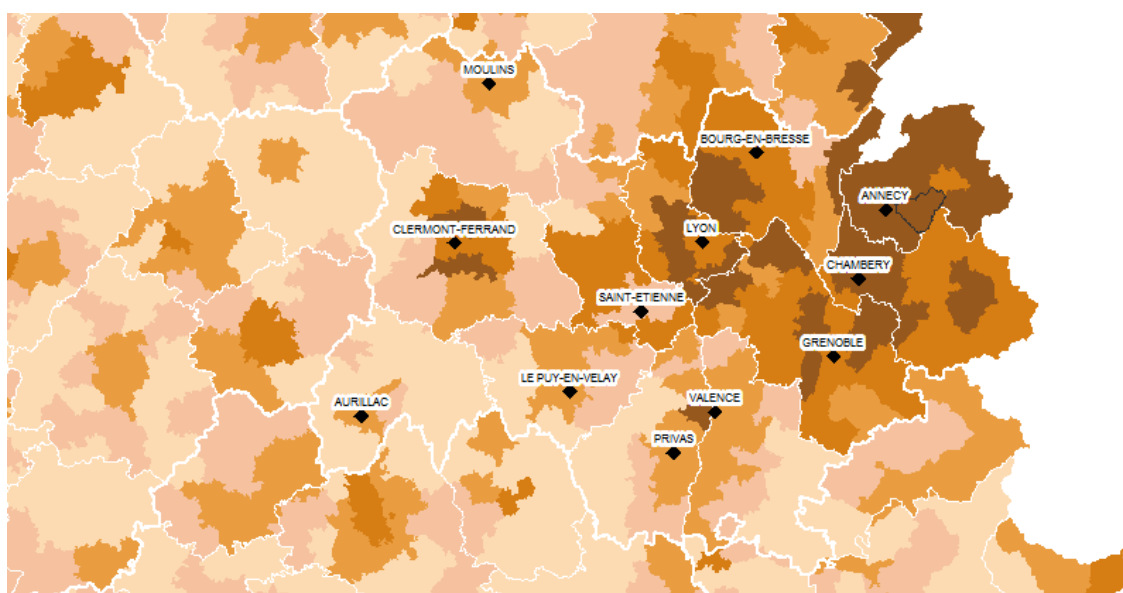 MOULINS
BOURG-EN-BRESSE
ANNECY
CLERMONT-FERRAND
LYON
CHAMBERY
SAINT-ETIENNE
GRENOBLE
LE PUY-EN-VELAY
AURILLAC
VALENCE
PRIVAS